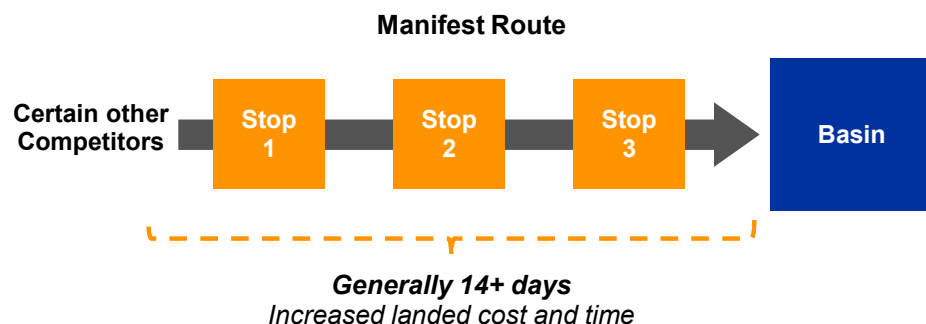 Manifest Route
Certain other
Competitors
Stop
1
Stop
2
Stop
3
Basin
Generally 14+ days
Increased landed cost and time